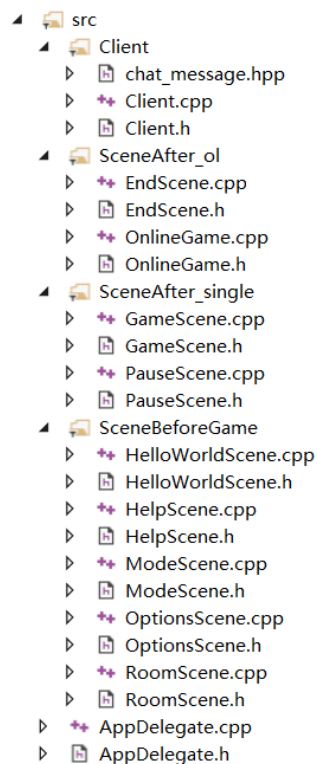 src
Client
chat_message.hpp
Client.cpp
Client.h
SceneAfter_ol
EndScene.cpp
EndScene.h
OnlineGame.cpp
OnlineGame.h
SceneAfter_single
GameScene.cpp
GameScene.h
PauseScene.cpp
PauseScene.h
SceneBeforeGame
HelloWorldScene.cpp
HelloWorldScene.h
HelpScene.cpp
HelpScene.h
ModeScene.cpp
ModeScene.h
OptionsScene.cpp
OptionsScene.h
RoomScene.cpp
RoomScene.h
AppDelegate.cpp
AppDelegate.h